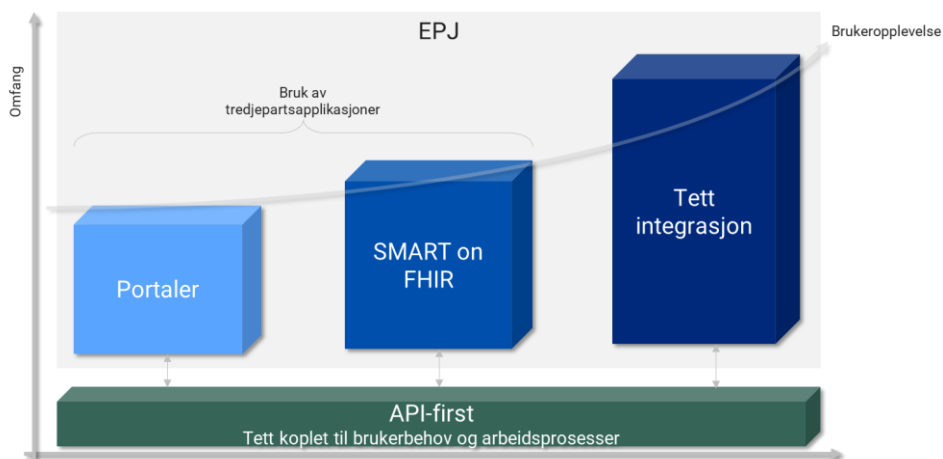 EPJ
Brukeropplevelse
Omfang
Bruk av
tredjepartsapplikasjoner
Portaler
SMART on
FHIR
Tett
integrasjon
API-first
Tett koplet til brukerbehov og arbeidsprosesser